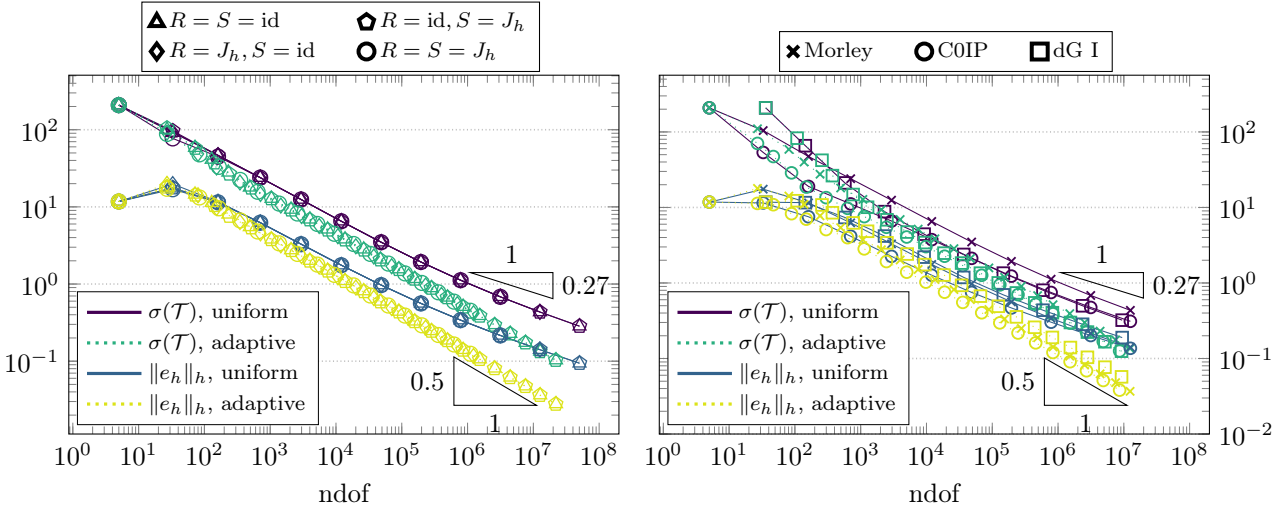 R = S = id
R = id, S = J_h
R = J_h, S = id
R = S = J_h
10^2
10^1
10^0
10^{-1}
1
0.27
0.5
1
σ(𝒯), uniform
σ(𝒯), adaptive
‖e_h‖_h, uniform
‖e_h‖_h, adaptive
10^0 10^1 10^2 10^3 10^4 10^5 10^6 10^7 10^8
ndof
Morley C0IP dG I
10^2
10^1
10^0
10^{-1}
10^{-2}
1
0.27
0.5
1
σ(𝒯), uniform
σ(𝒯), adaptive
‖e_h‖_h, uniform
‖e_h‖_h, adaptive
10^0 10^1 10^2 10^3 10^4 10^5 10^6 10^7 10^8
ndof